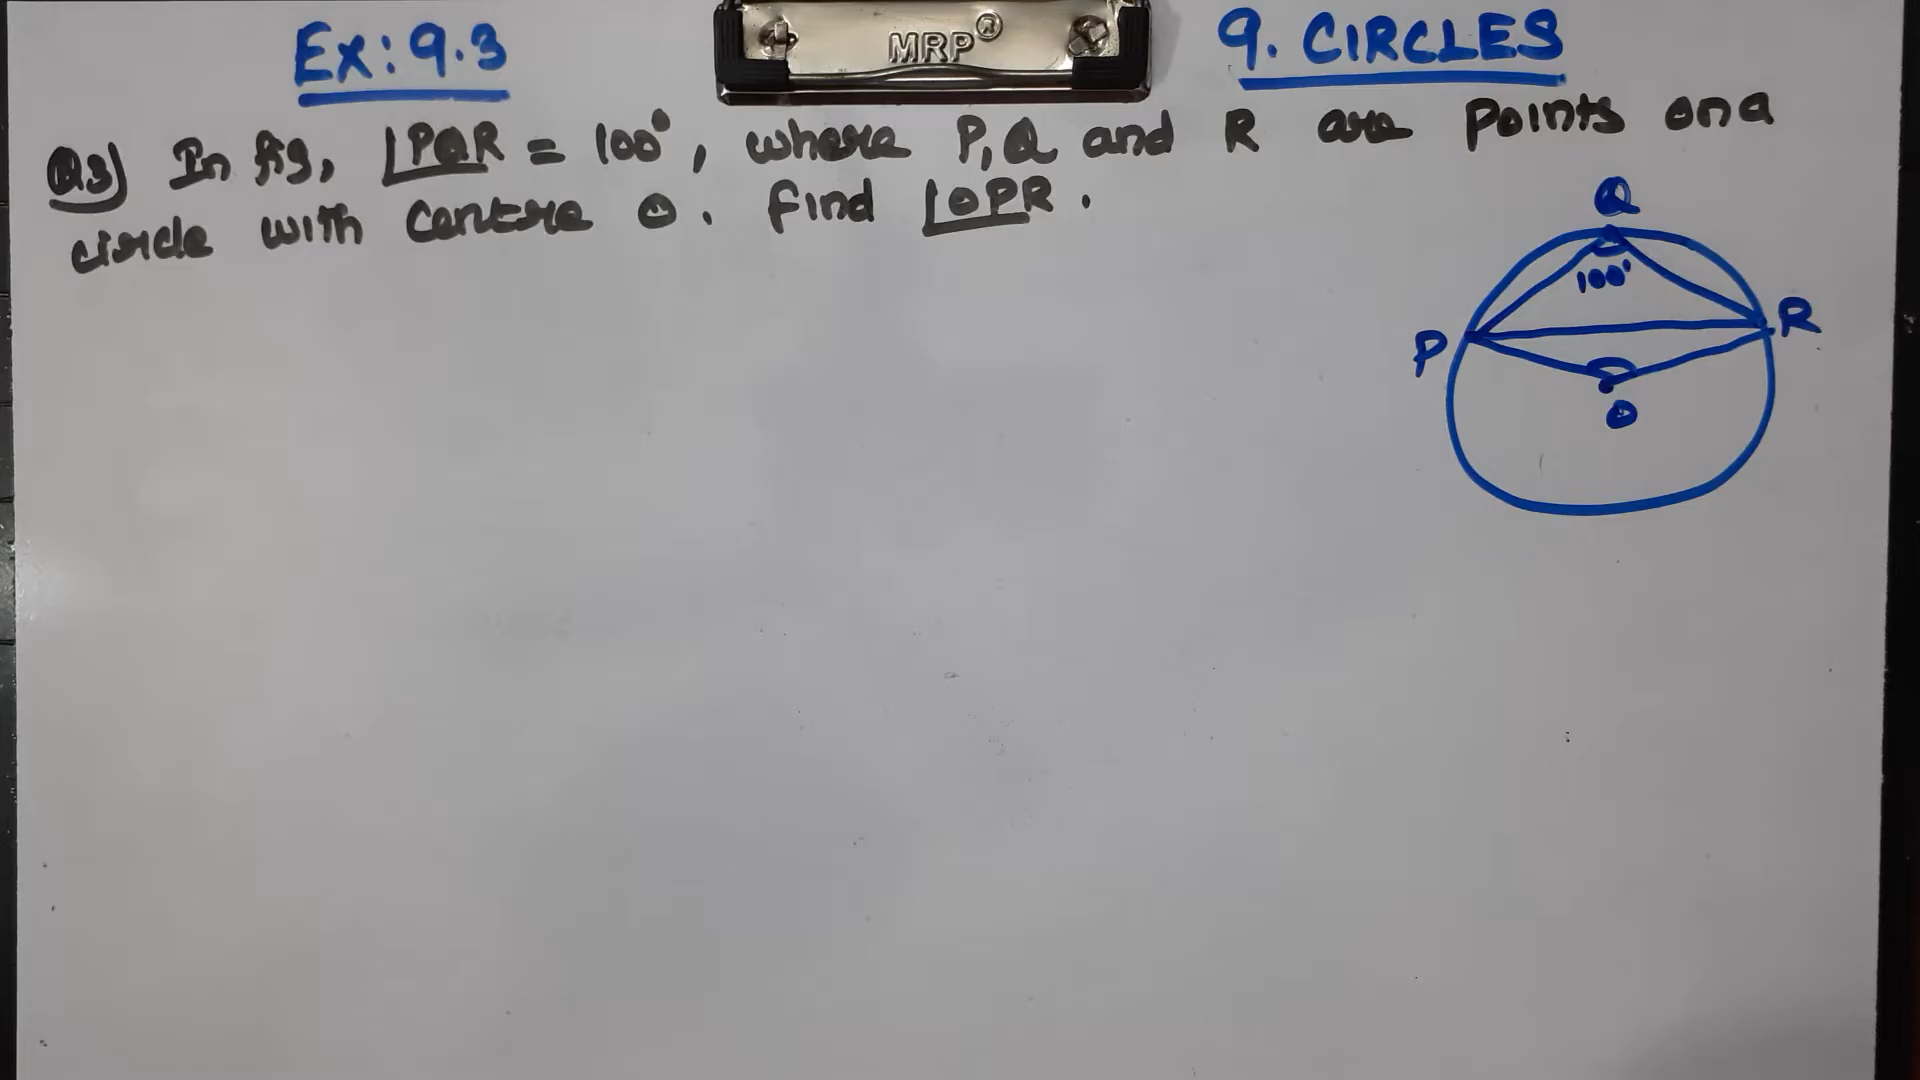 Ex: 9.3
MRP®
9. CIRCLES
Q3) In fig, ∠PQR = 100°, where P, Q and R are points on a
circle with centre O. Find ∠OPR.
Q
100°
P
R
O